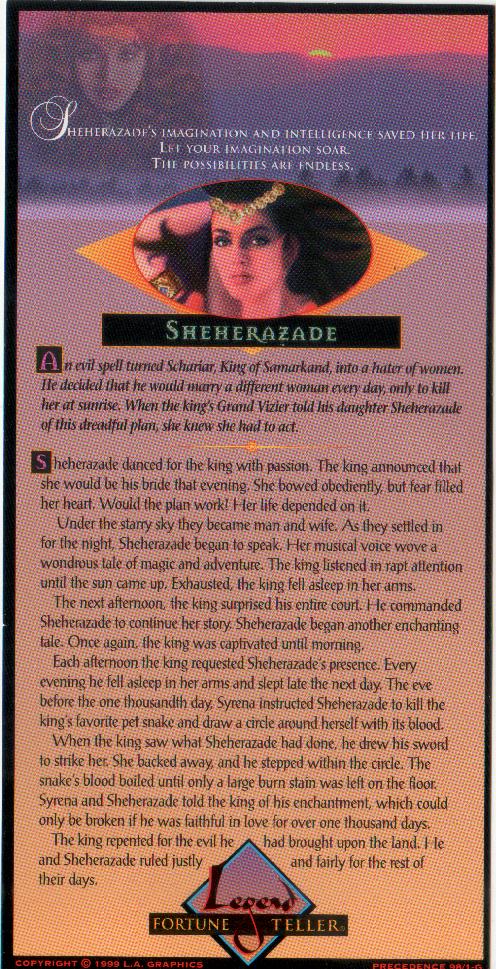 SHEHERAZADE'S IMAGINATION AND INTELLIGENCE SAVED HER LIFE.
LET YOUR IMAGINATION SOAR.
THE POSSIBILITIES ARE ENDLESS.
SHEHERAZADE
An evil spell turned Schariar, King of Samarkand, into a hater of women.
He decided that he would marry a different woman every day, only to kill
her at sunrise. When the king's Grand Vizier told his daughter Sheherazade
of this dreadful plan, she knew she had to act.
Sheherazade danced for the king with passion. The king announced that
she would be his bride that evening. She bowed obediently, but fear filled
her heart. Would the plan work? Her life depended on it.
Under the starry sky they became man and wife. As they settled in
for the night, Sheherazade began to speak. Her musical voice wove a
wondrous tale of magic and adventure. The king listened in rapt attention
until the sun came up. Exhausted, the king fell asleep in her arms.
The next afternoon, the king surprised his entire court. He commanded
Sheherazade to continue her story. Sheherazade began another enchanting
tale. Once again, the king was captivated until morning.
Each afternoon the king requested Sheherazade's presence. Every
evening he fell asleep in her arms and slept late the next day. The eve
before the one thousandth day, Syrena instructed Sheherazade to kill the
king's favorite pet snake and draw a circle around herself with its blood.
When the king saw what Sheherazade had done, he drew his sword
to strike her. She backed away, and he stepped within the circle. The
snake's blood boiled until only a large burn stain was left on the floor.
Syrena and Sheherazade told the king of his enchantment, which could
only be broken if he was faithful in love for over one thousand days.
The king repented for the evil he had brought upon the land. He
and Sheherazade ruled justly and fairly for the rest of
their days.
Legend
FORTUNE TELLER®
COPYRIGHT © 1999 L.A. GRAPHICS PRECEDENCE 98/1-G